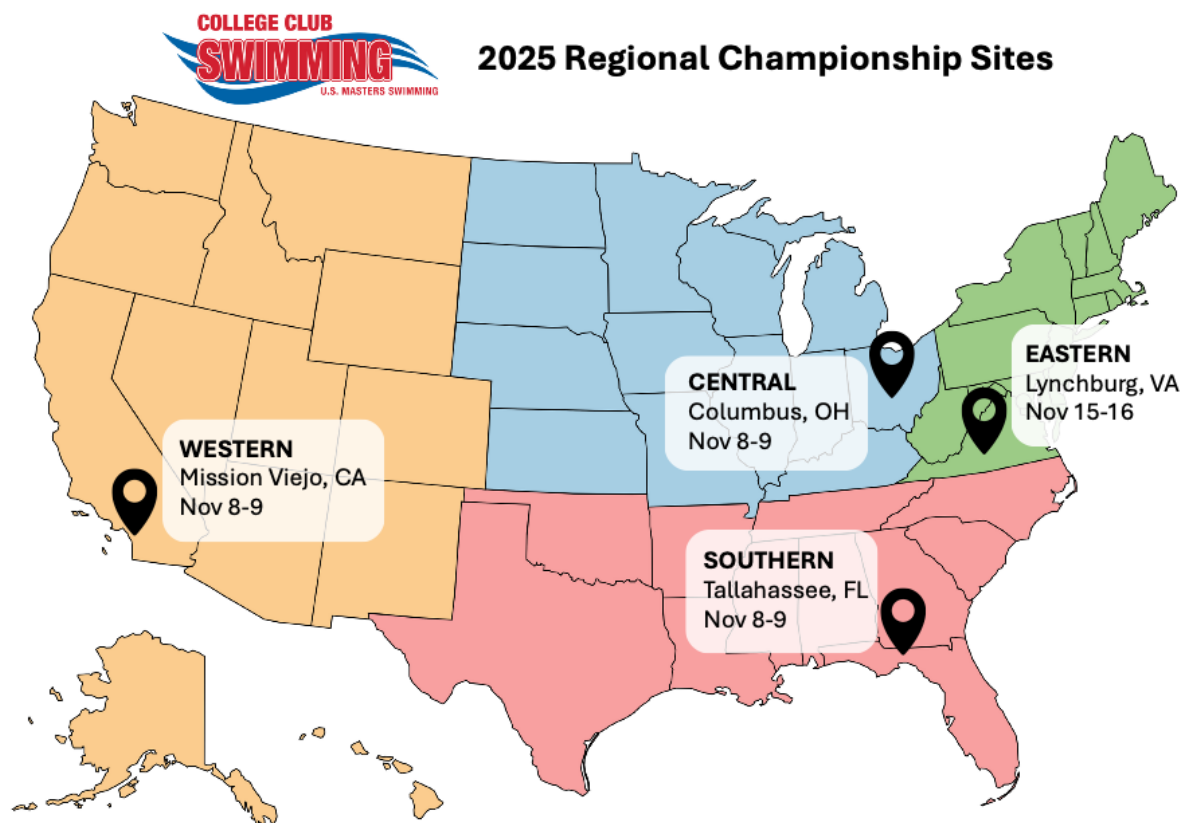 COLLEGE CLUB
SWIMMING
U.S. MASTERS SWIMMING
2025 Regional Championship Sites
WESTERN
Mission Viejo, CA
Nov 8-9
CENTRAL
Columbus, OH
Nov 8-9
EASTERN
Lynchburg, VA
Nov 15-16
SOUTHERN
Tallahassee, FL
Nov 8-9